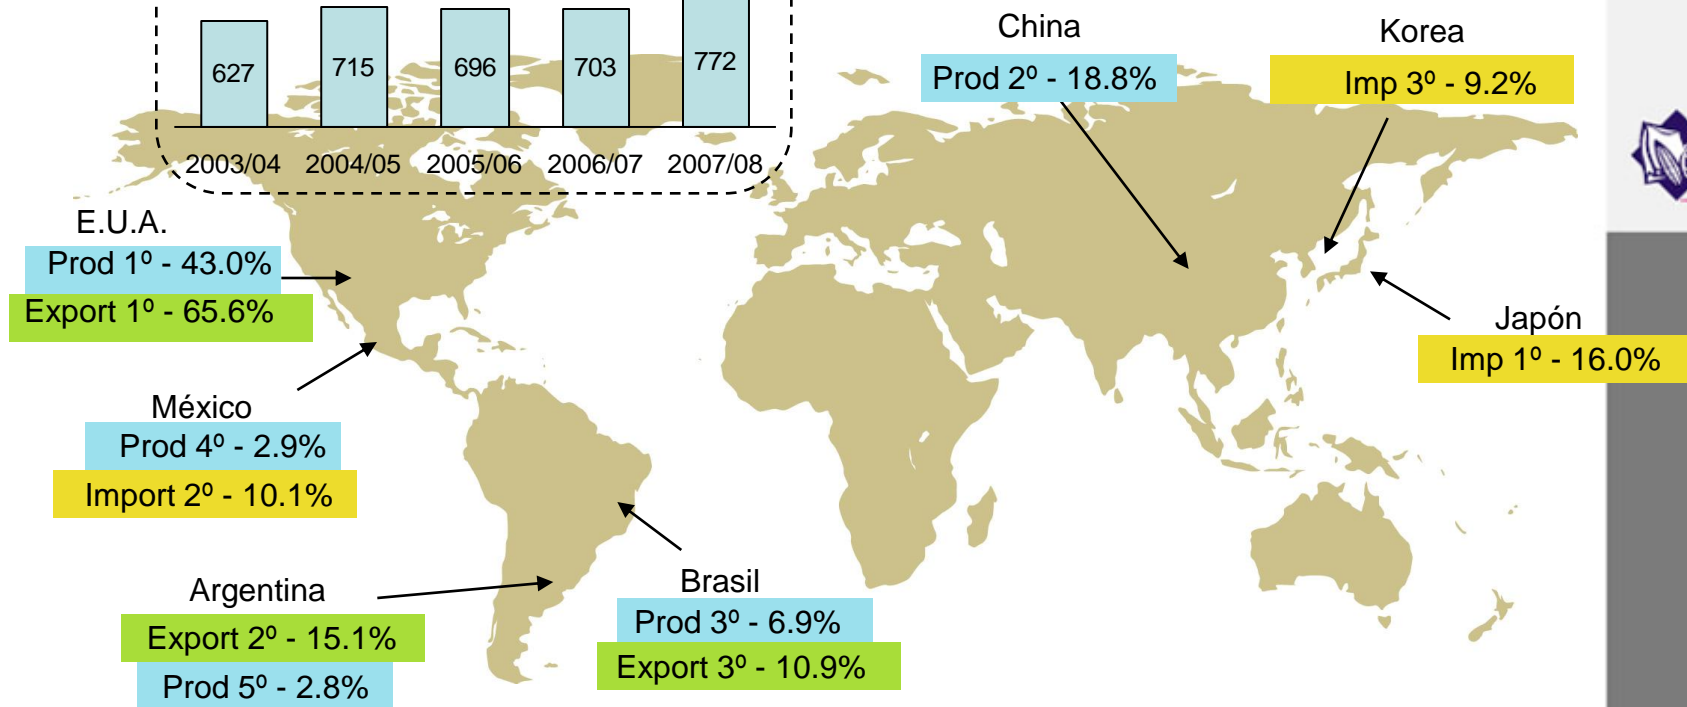 627
715
696
703
772
2003/04
2004/05
2005/06
2006/07
2007/08
China
Prod 2º - 18.8%
Korea
Imp 3º - 9.2%
E.U.A.
Prod 1º - 43.0%
Export 1º - 65.6%
Japón
Imp 1º - 16.0%
México
Prod 4º - 2.9%
Import 2º - 10.1%
Argentina
Export 2º - 15.1%
Prod 5º - 2.8%
Brasil
Prod 3º - 6.9%
Export 3º - 10.9%